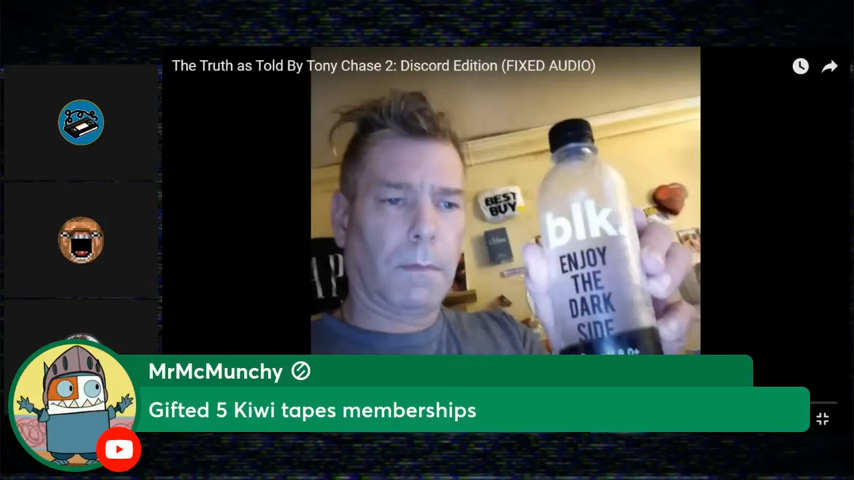 The Truth as Told By Tony Chase 2: Discord Edition (FIXED AUDIO)
BEST
BUY
blk.
ENJOY
THE
DARK
SIDE
MrMcMunchy
Gifted 5 Kiwi tapes memberships